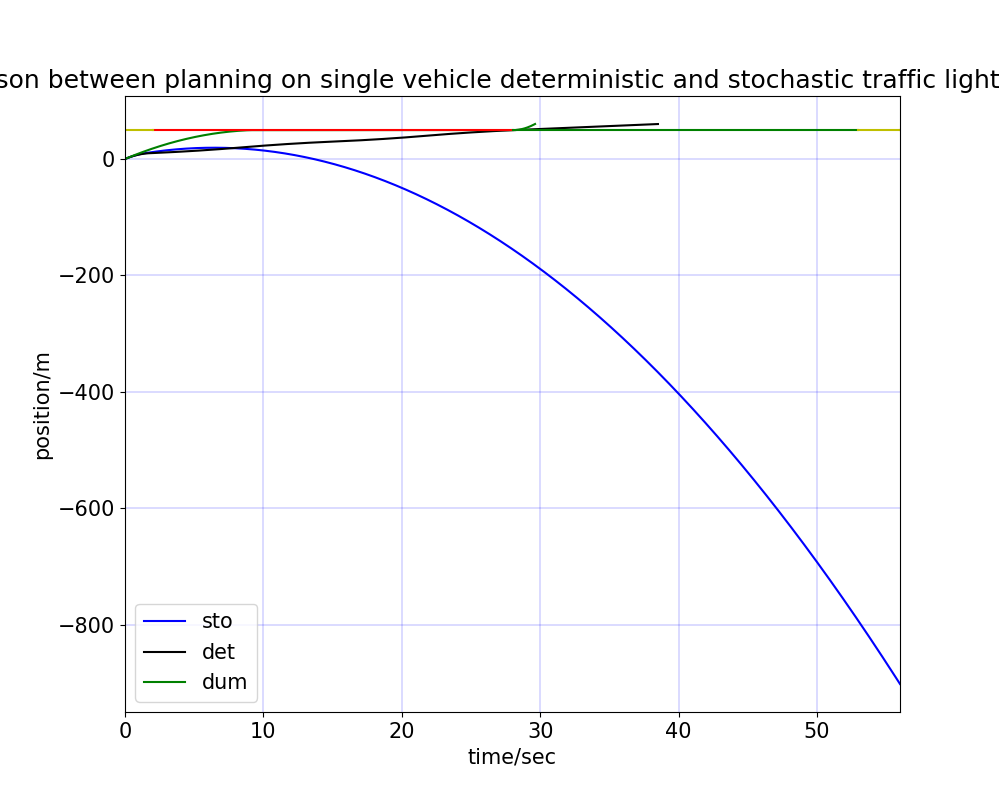 son between planning on single vehicle deterministic and stochastic traffic light
position/m
0
−200
−400
−600
−800
sto
det
dum
0 10 20 30 40 50
time/sec